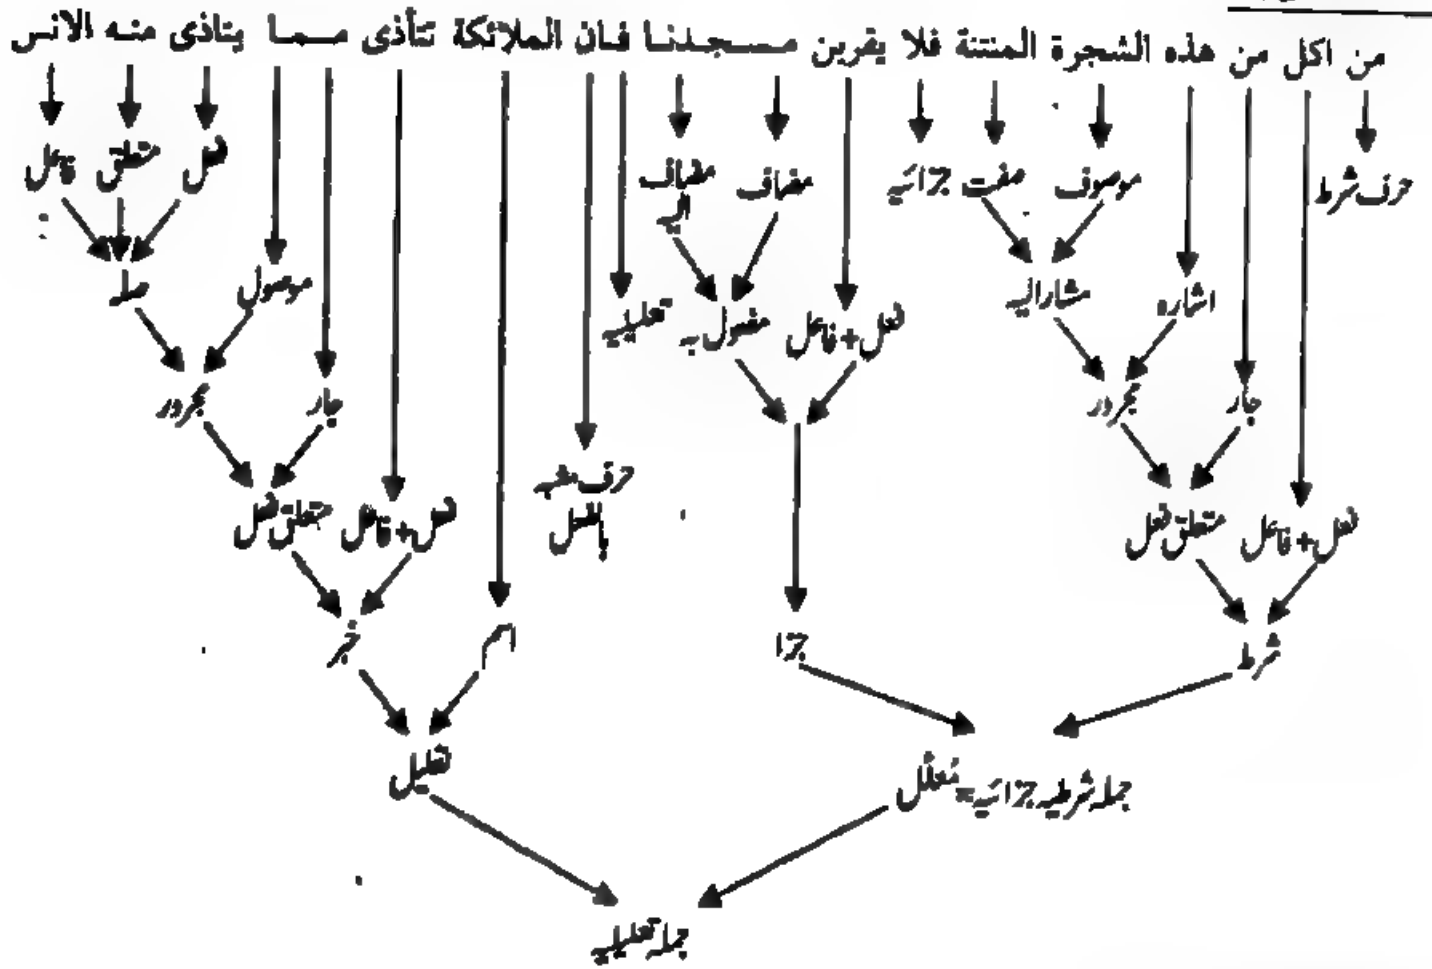 من اكل من هذه الشجرة المنتنة فلا يقربن مسجدنا فان الملائكة تتأذى مما يتاذى منه الانس
حرف شرط
موصوف
صفت
جزائیہ
مضاف
مضاف الیہ
فعل
متعلق
فاعل
اشارہ
مشار الیہ
فعل+فاعل
مفعول بہ
تعلیلیہ
موصول
صلہ
جار
مجرور
جار
مجرور
فعل+فاعل
متعلق فعل
حرف مشبہ
بالفعل
فعل+فاعل
متعلق فعل
شرط
جزا
اسم
خبر
جملہ شرطیہ جزائیہ=مُعلَّل
تعلیل
جملہ تعلیلیہ